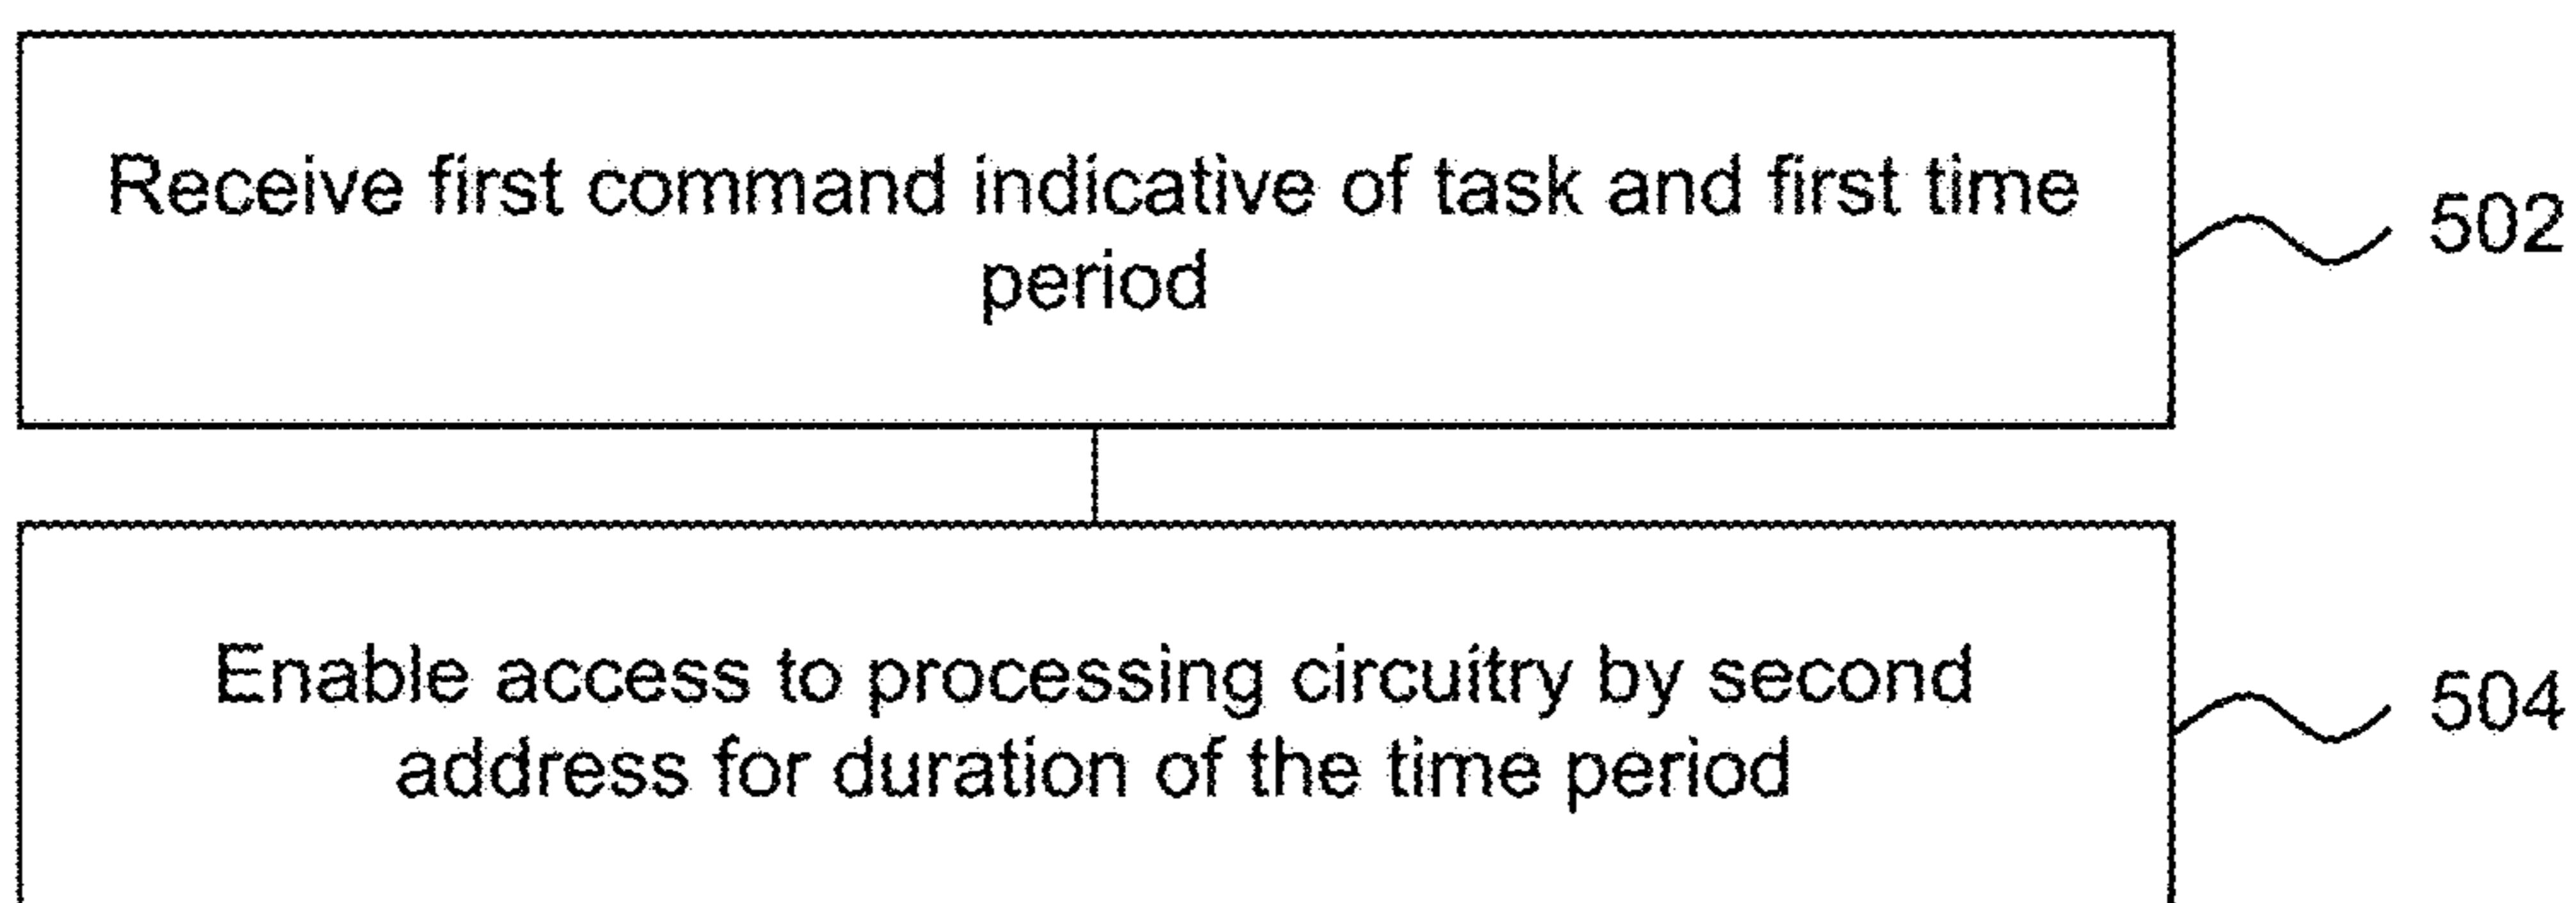 Receive first command indicative of task and first time
period
502
Enable access to processing circuitry by second
address for duration of the time period
504